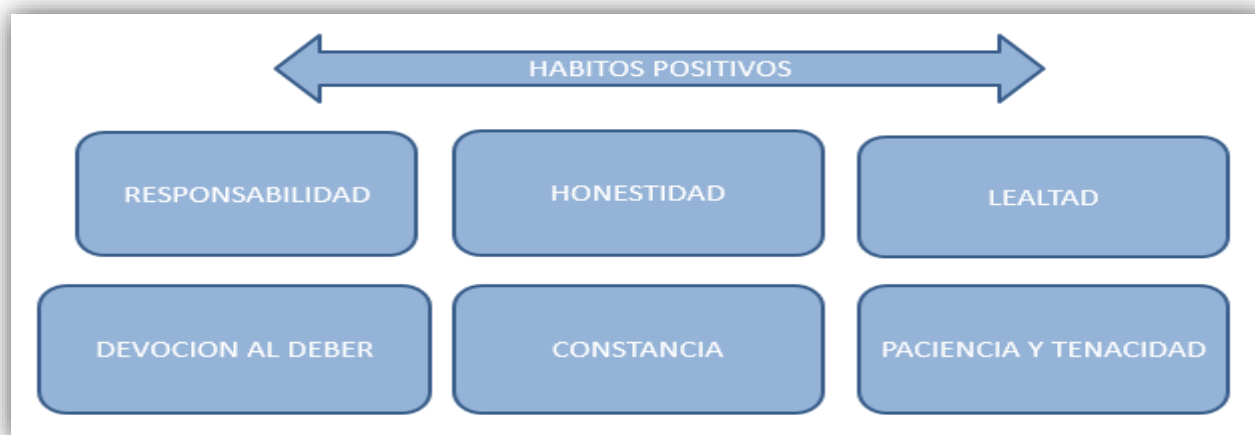 HABITOS POSITIVOS
RESPONSABILIDAD
HONESTIDAD
LEALTAD
DEVOCION AL DEBER
CONSTANCIA
PACIENCIA Y TENACIDAD